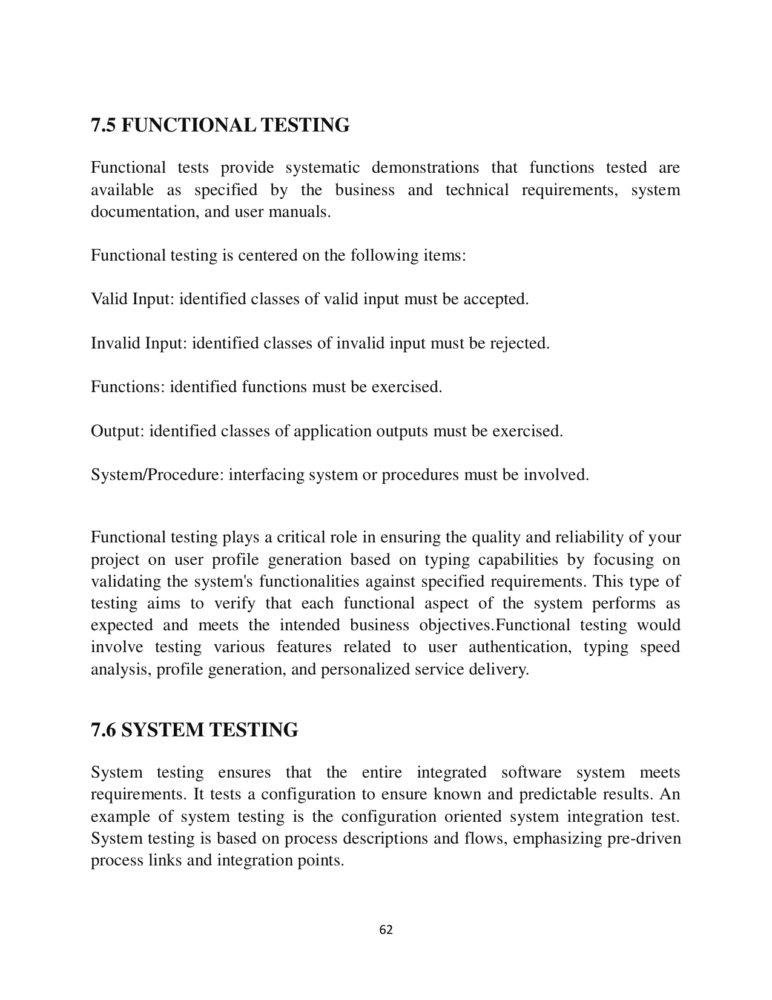 7.5 FUNCTIONAL TESTING
Functional tests provide systematic demonstrations that functions tested are
available as specified by the business and technical requirements, system
documentation, and user manuals.
Functional testing is centered on the following items:
Valid Input: identified classes of valid input must be accepted.
Invalid Input: identified classes of invalid input must be rejected.
Functions: identified functions must be exercised.
Output: identified classes of application outputs must be exercised.
System/Procedure: interfacing system or procedures must be involved.
Functional testing plays a critical role in ensuring the quality and reliability of your
project on user profile generation based on typing capabilities by focusing on
validating the system's functionalities against specified requirements. This type of
testing aims to verify that each functional aspect of the system performs as
expected and meets the intended business objectives.Functional testing would
involve testing various features related to user authentication, typing speed
analysis, profile generation, and personalized service delivery.
7.6 SYSTEM TESTING
System testing ensures that the entire integrated software system meets
requirements. It tests a configuration to ensure known and predictable results. An
example of system testing is the configuration oriented system integration test.
System testing is based on process descriptions and flows, emphasizing pre-driven
process links and integration points.
62